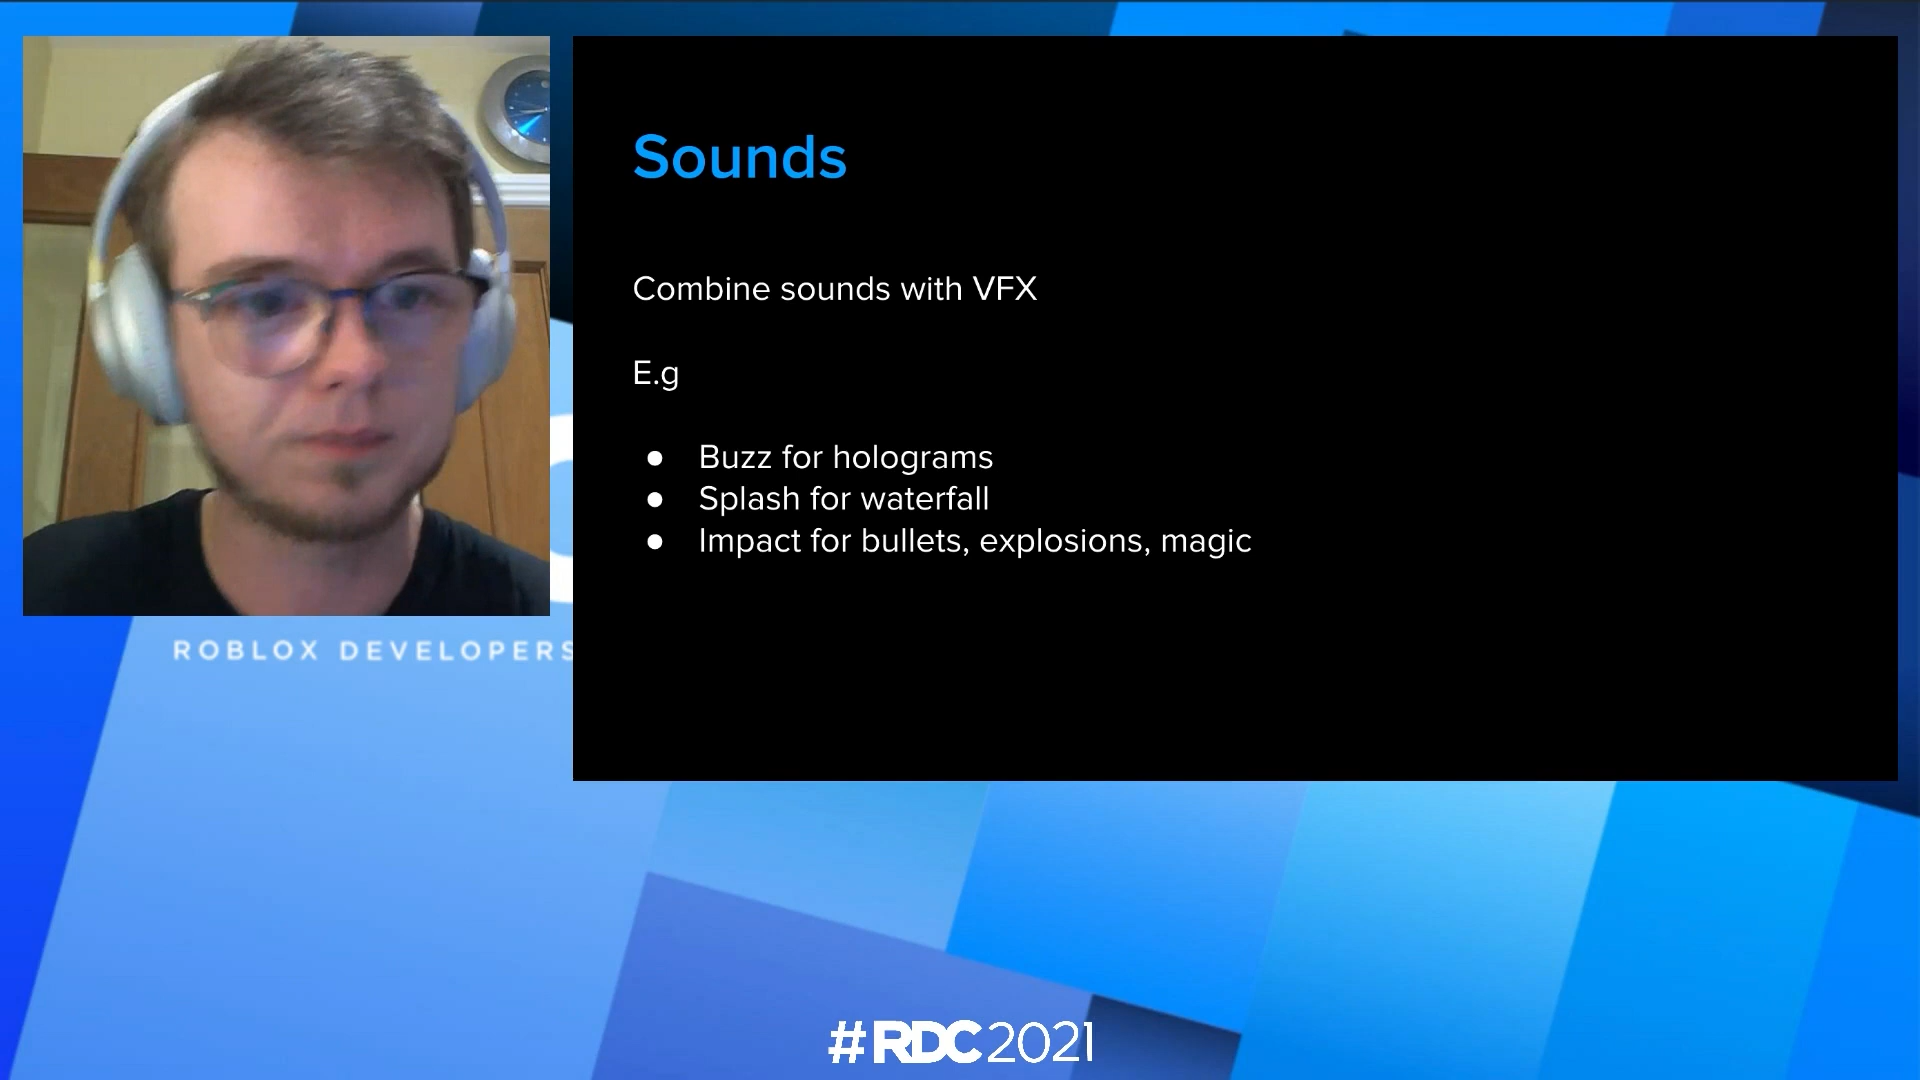 Sounds
Combine sounds with VFX
E.g
● Buzz for holograms
● Splash for waterfall
● Impact for bullets, explosions, magic
ROBLOX DEVELOPERS
#RDC2021